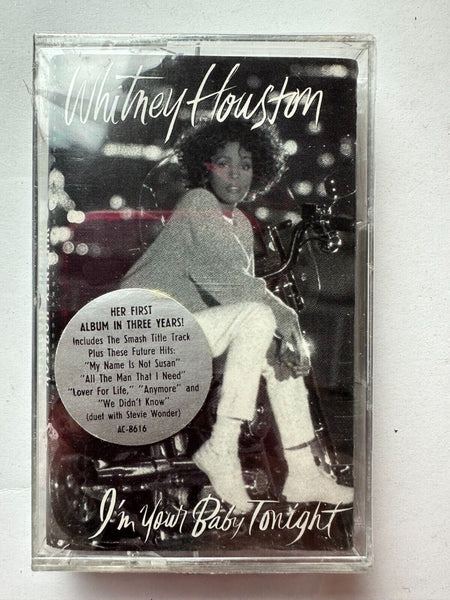 Whitney Houston
HER FIRST
ALBUM IN THREE YEARS!
Includes The Smash Title Track
Plus These Future Hits:
"My Name Is Not Susan"
"All The Man That I Need"
"Lover For Life," "Anymore" and
"We Didn't Know"
(duet with Stevie Wonder)
AC-8616
I'm Your Baby Tonight